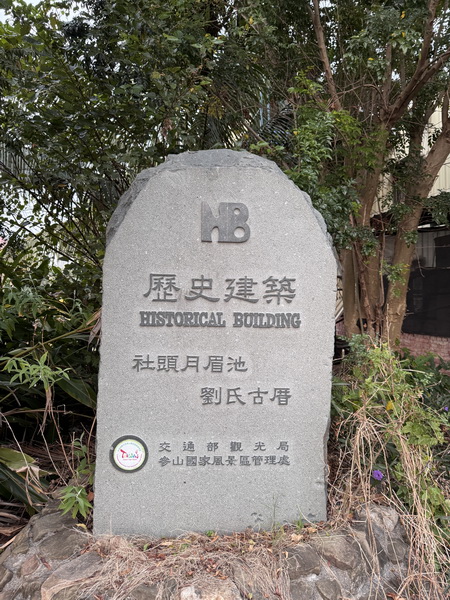 HB
歷史建築
HISTORICAL BUILDING
社頭月眉池
劉氏古厝
交通部觀光局
參山國家風景區管理處